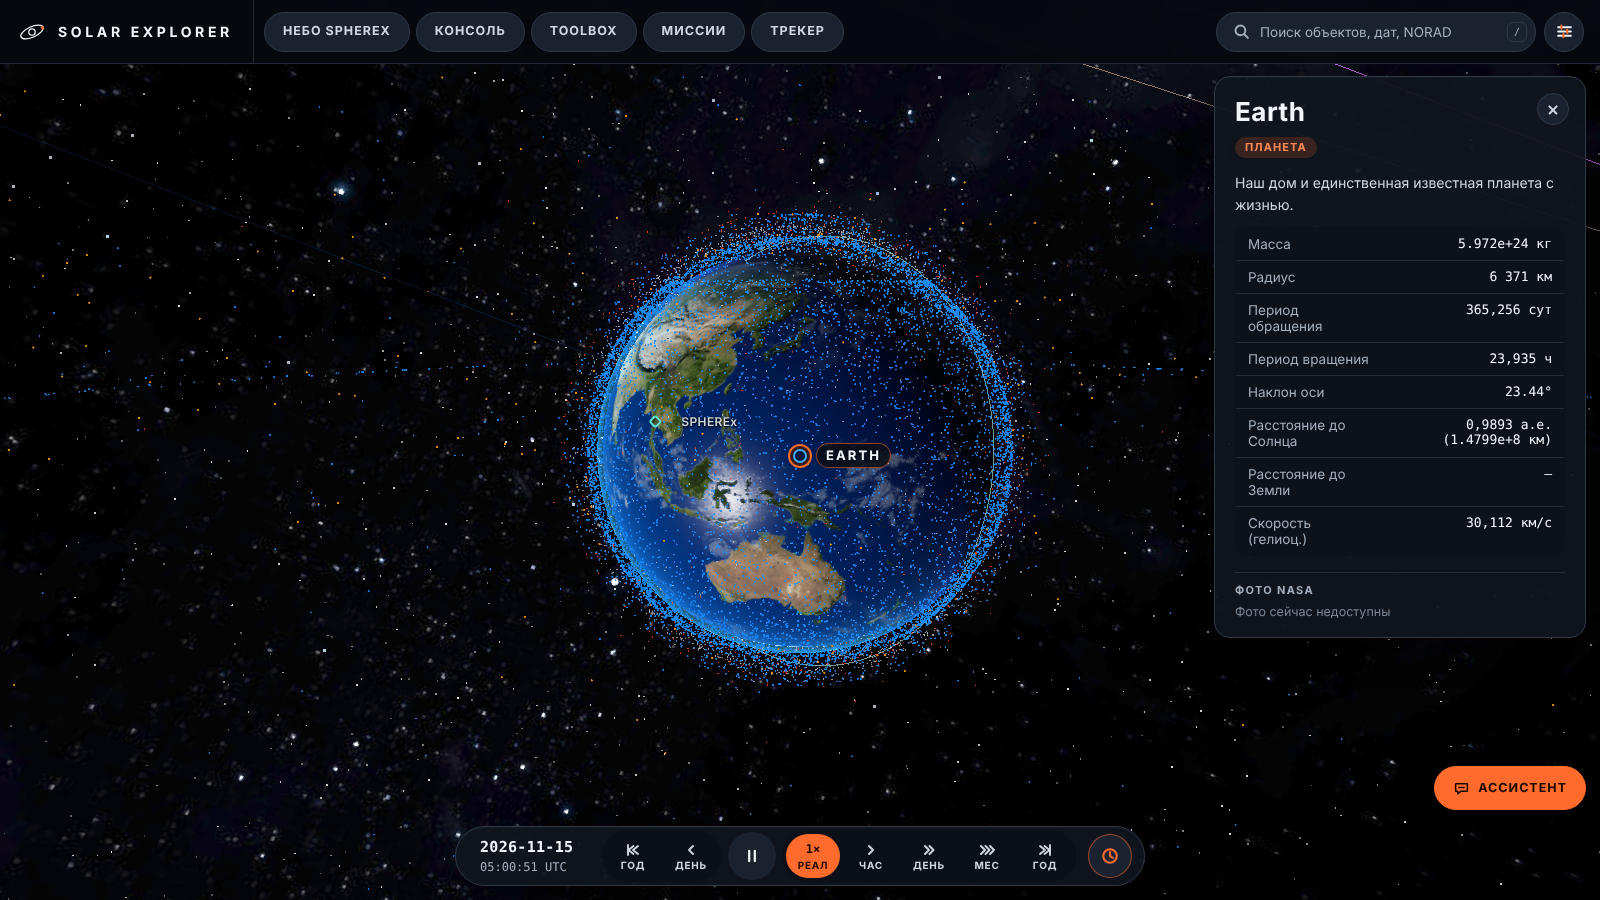 SOLAR EXPLORER
НЕБО SPHEREX
КОНСОЛЬ
TOOLBOX
МИССИИ
ТРЕКЕР
Поиск объектов, дат, NORAD
/
Earth
ПЛАНЕТА
Наш дом и единственная известная планета с
жизнью.
Масса 5.972e+24 кг
Радиус 6 371 км
Период
обращения 365,256 сут
Период вращения 23,935 ч
Наклон оси 23.44°
Расстояние до 0,9893 а.е.
Солнца (1.4799e+8 км)
Расстояние до —
Земли
Скорость 30,112 км/с
(гелиоц.)
ФОТО NASA
Фото сейчас недоступны
SPHEREx
EARTH
АССИСТЕНТ
2026-11-15
05:00:51 UTC
ГОД
ДЕНЬ
1×
РЕАЛ
ЧАС
ДЕНЬ
МЕС
ГОД